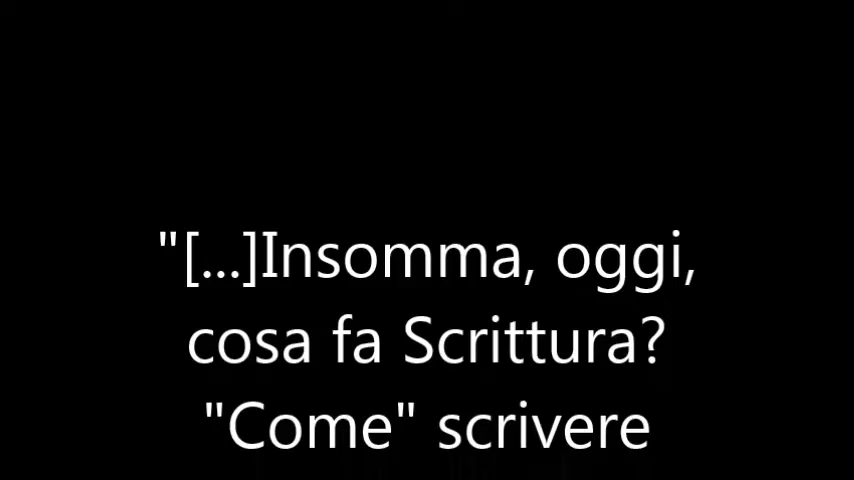 "[...]Insomma, oggi,
cosa fa Scrittura?
"Come" scrivere